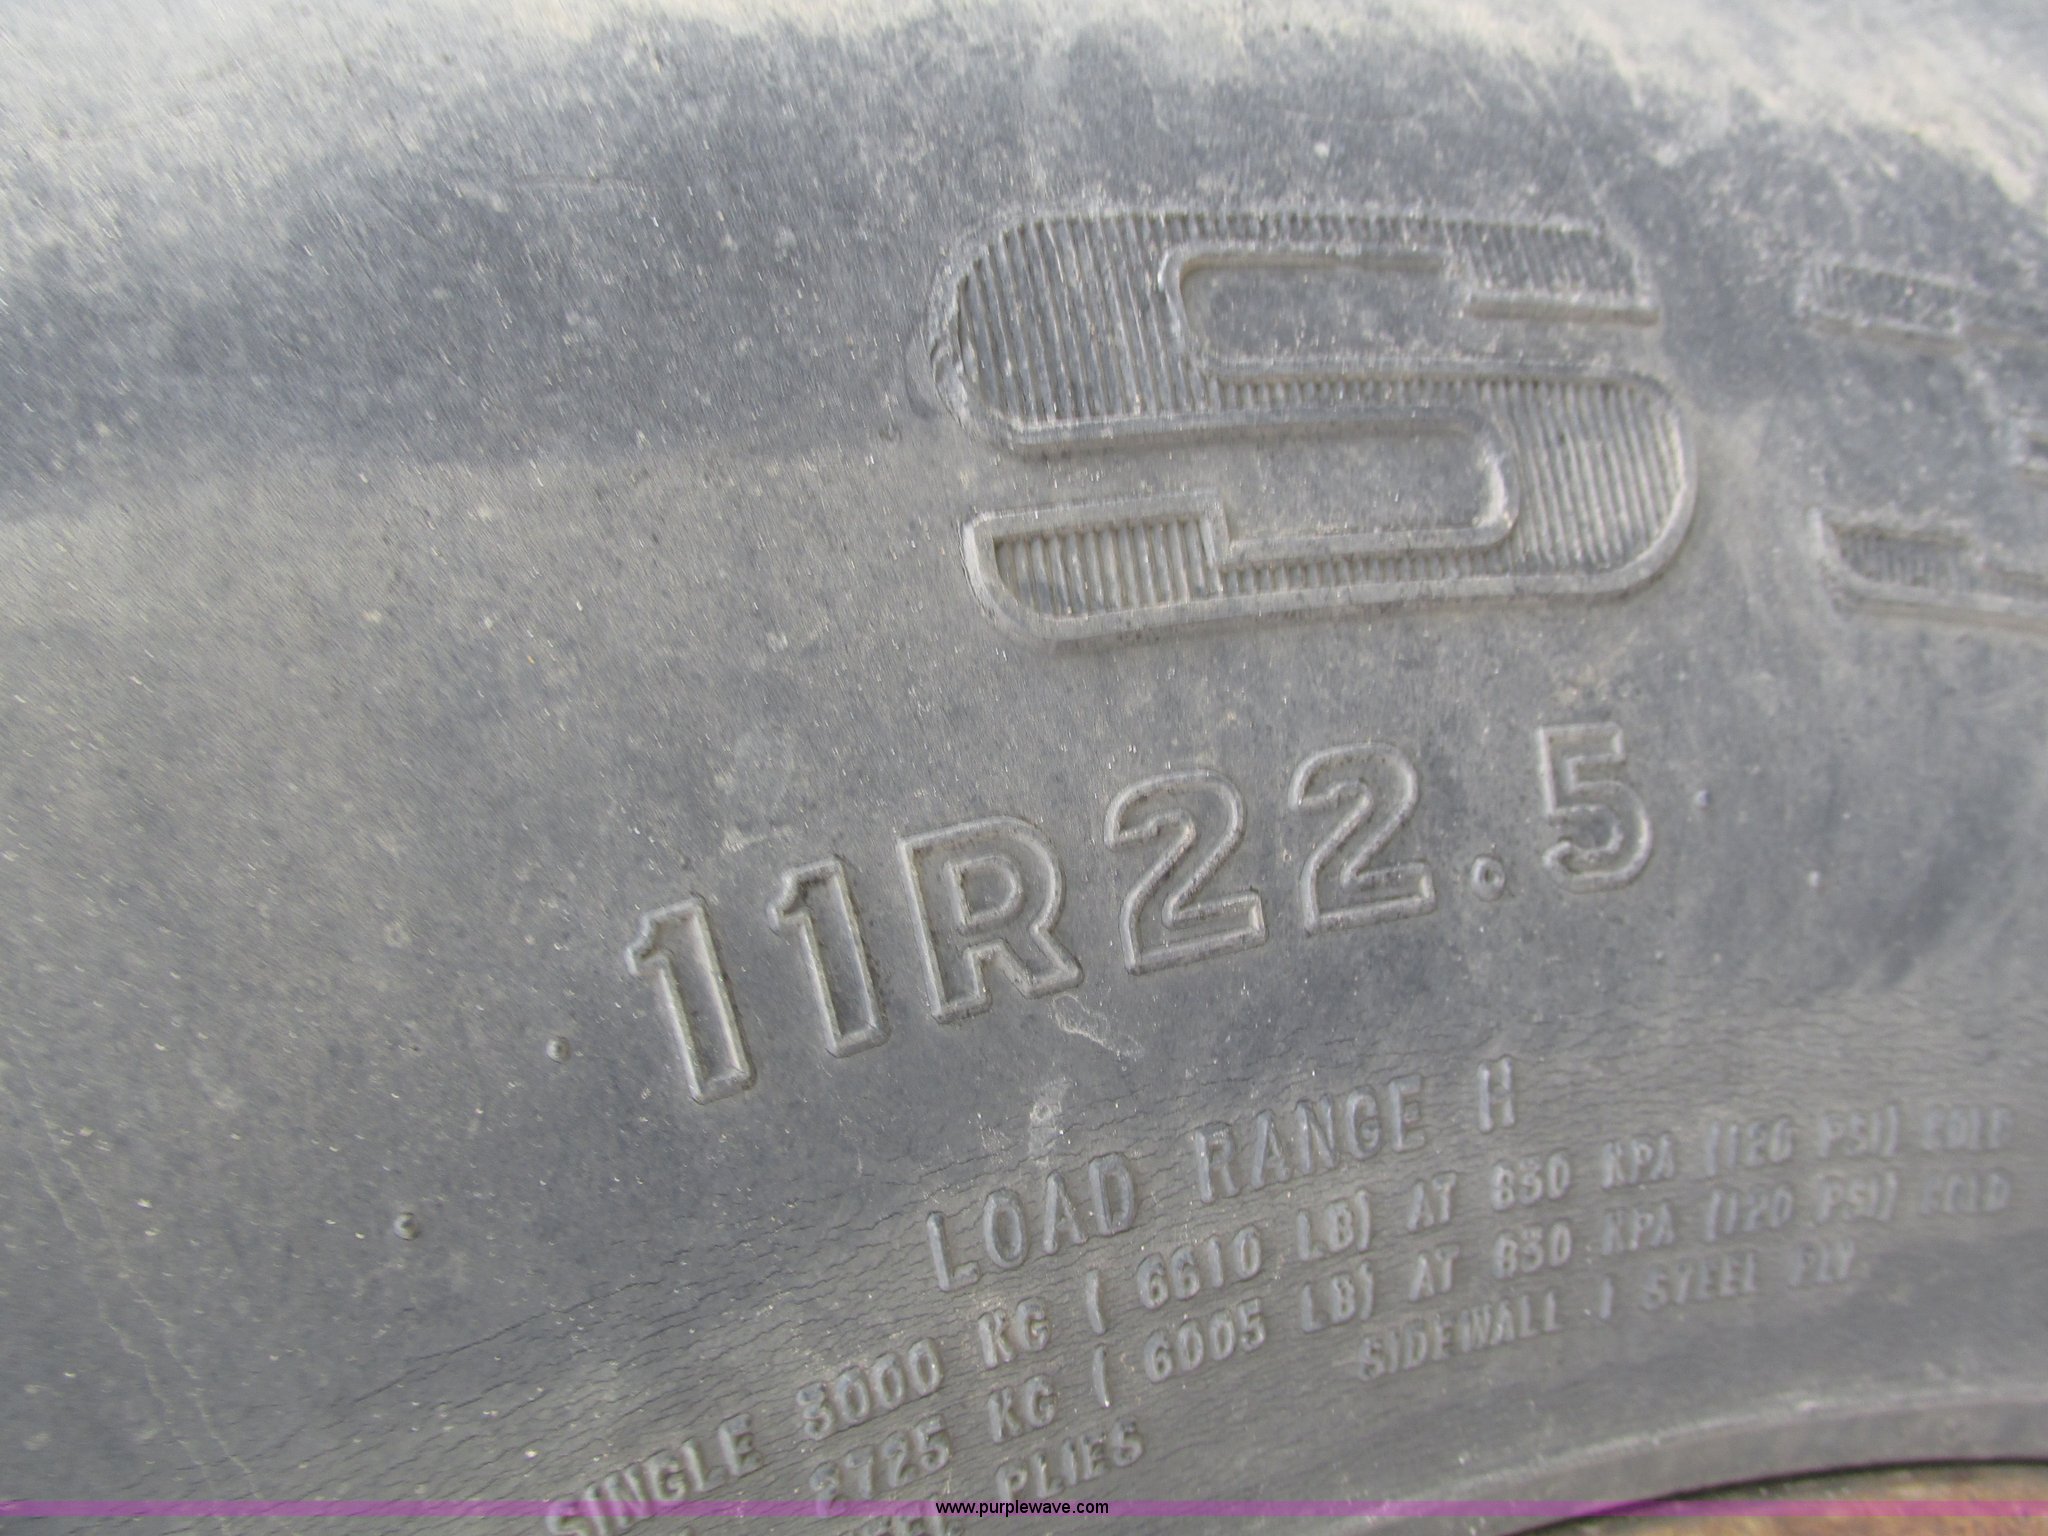 S
11R22.5
LOAD RANGE H
SINGLE 3000 KG ( 6610 LB) AT 830 KPA (120 PSI) COLD
2725 KG ( 6005 LB) AT 830 KPA (120 PSI) COLD
PLIES SIDEWALL 1 STEEL PLY
www.purplewave.com